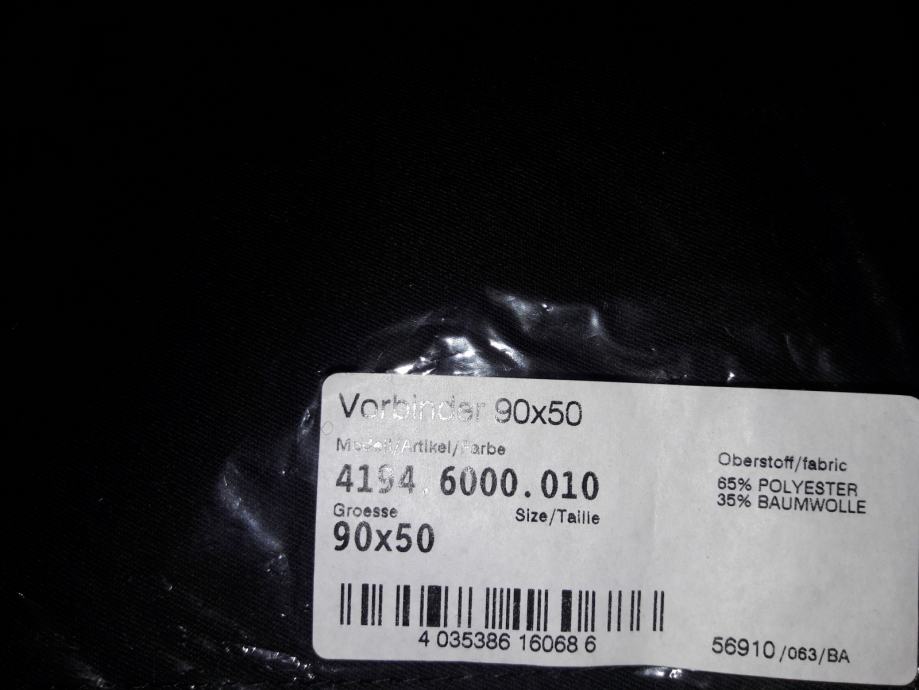 Vorbinder 90x50
Modell/Artikel/Farbe
4194 6000.010
Groesse Size/Taille
90x50
Oberstoff/fabric
65% POLYESTER
35% BAUMWOLLE
4 035386 16068 6
56910/063/BA